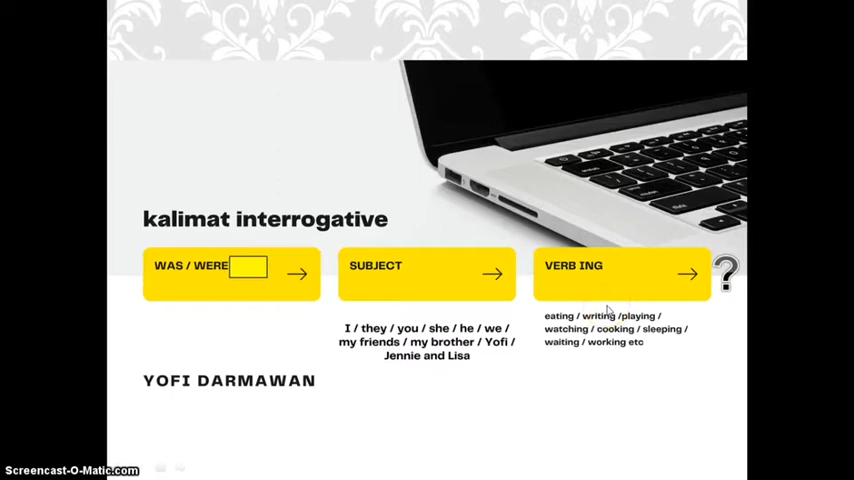 kalimat interrogative
WAS / WERE
SUBJECT
VERB ING
?
I / they / you / she / he / we /
my friends / my brother / Yofi /
Jennie and Lisa
eating / writing /playing /
watching / cooking / sleeping /
waiting / working etc
YOFI DARMAWAN
Screencast-O-Matic.com